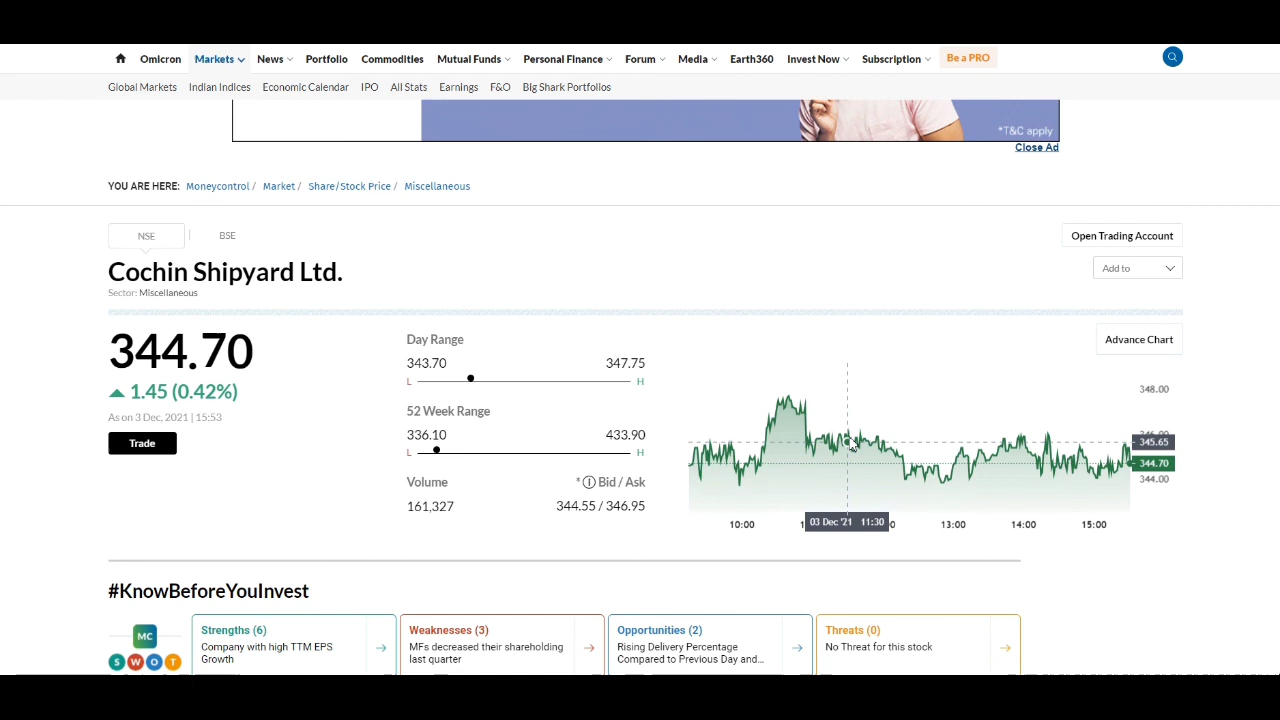 Omicron Markets News Portfolio Commodities Mutual Funds Personal Finance Forum Media Earth360 Invest Now Subscription Be a PRO
Global Markets Indian Indices Economic Calendar IPO All Stats Earnings F&O Big Shark Portfolios
*T&C apply
Close Ad
YOU ARE HERE: Moneycontrol / Market / Share/Stock Price / Miscellaneous
NSE | BSE
Open Trading Account
Cochin Shipyard Ltd.
Add to
Sector: Miscellaneous
344.70
1.45 (0.42%)
As on 3 Dec, 2021 | 15:53
Trade
Day Range
343.70 347.75
L H
52 Week Range
336.10 433.90
L H
Volume * Bid / Ask
161,327 344.55 / 346.95
Advance Chart
348.00
346.00
345.65
344.70
344.00
10:00 03 Dec '21 11:30 13:00 14:00 15:00
#KnowBeforeYouInvest
MC
S W O T
Strengths (6)
Company with high TTM EPS
Growth
Weaknesses (3)
MFs decreased their shareholding
last quarter
Opportunities (2)
Rising Delivery Percentage
Compared to Previous Day and...
Threats (0)
No Threat for this stock